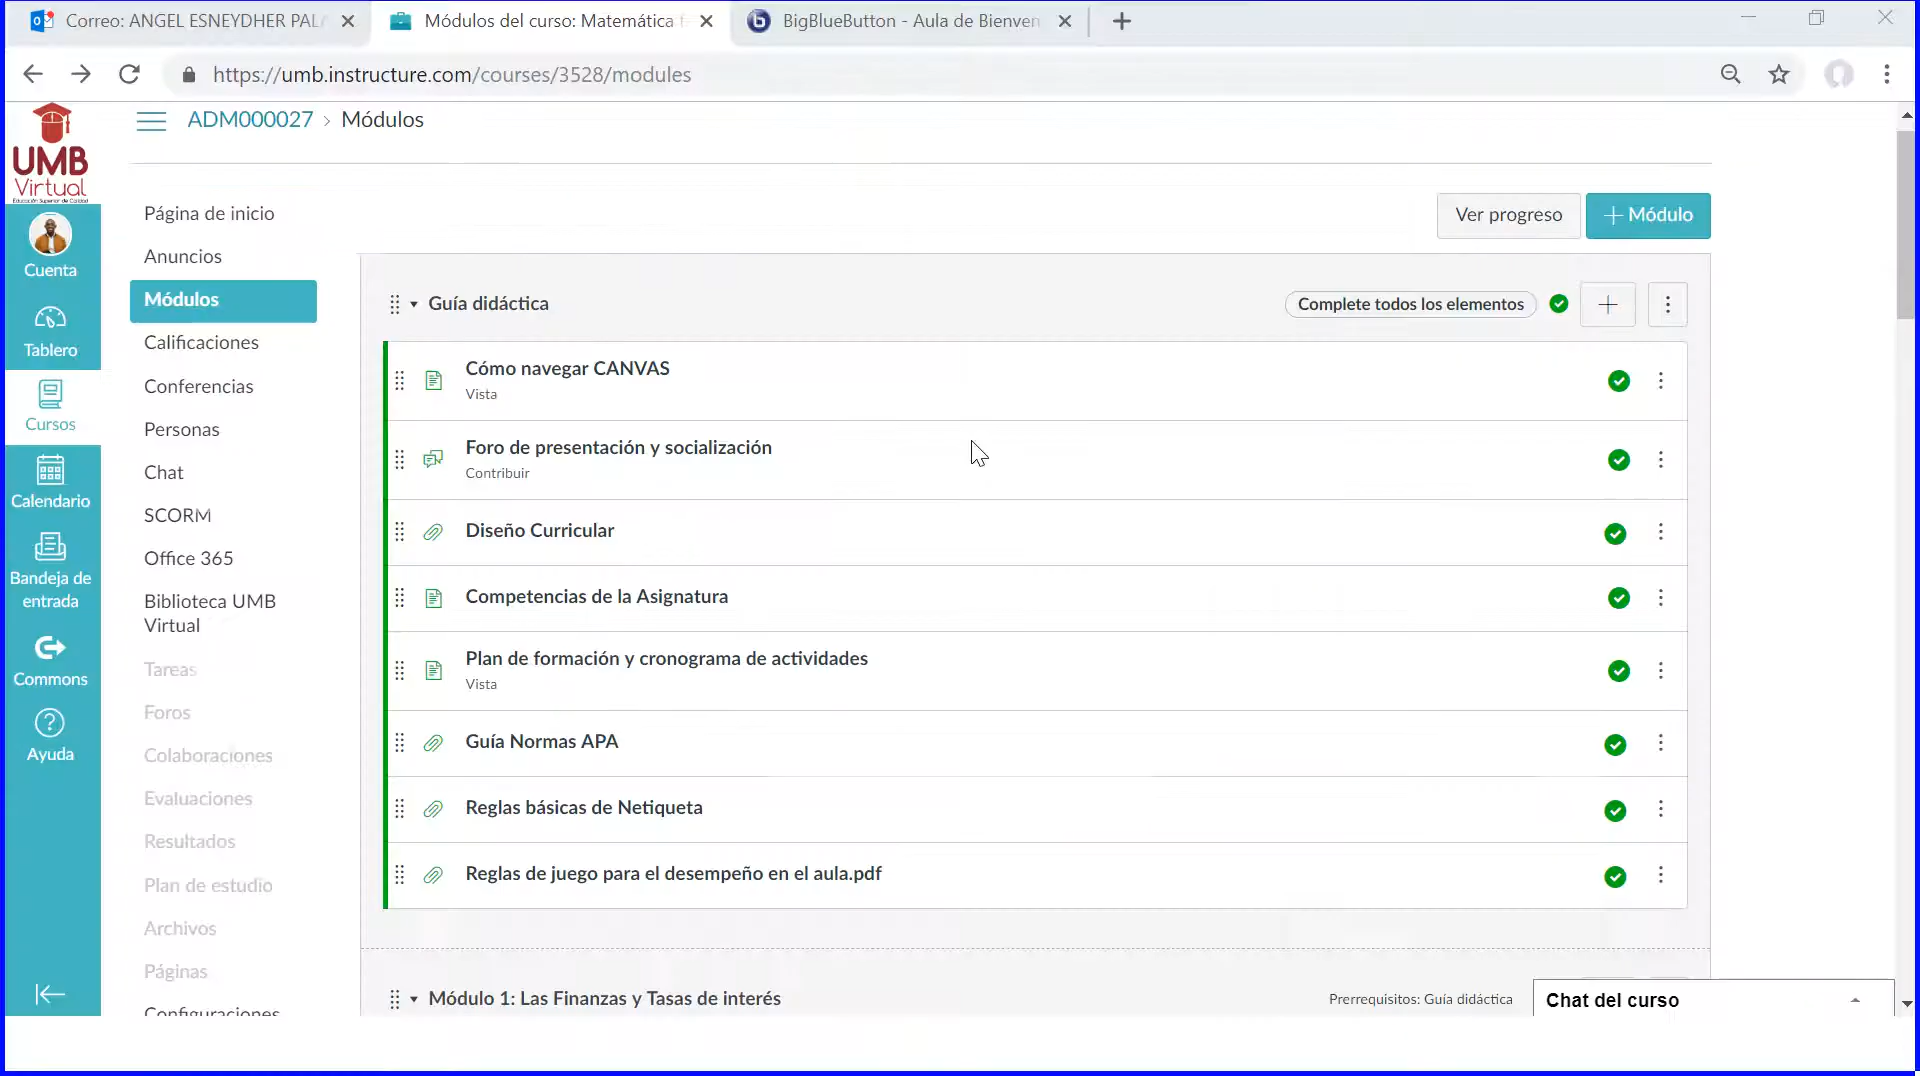 Correo: ANGEL ESNEYDHER PAL
Módulos del curso: Matemática f
BigBlueButton - Aula de Bienven
https://umb.instructure.com/courses/3528/modules
UMB
Virtual
Educación Superior de Calidad
ADM000027 > Módulos
Cuenta
Tablero
Cursos
Calendario
Bandeja de
entrada
Commons
Ayuda
Página de inicio
Anuncios
Módulos
Calificaciones
Conferencias
Personas
Chat
SCORM
Office 365
Biblioteca UMB
Virtual
Tareas
Foros
Colaboraciones
Evaluaciones
Resultados
Plan de estudio
Archivos
Páginas
Configuraciones
Ver progreso
+ Módulo
Guía didáctica
Complete todos los elementos
Cómo navegar CANVAS
Vista
Foro de presentación y socialización
Contribuir
Diseño Curricular
Competencias de la Asignatura
Plan de formación y cronograma de actividades
Vista
Guía Normas APA
Reglas básicas de Netiqueta
Reglas de juego para el desempeño en el aula.pdf
Módulo 1: Las Finanzas y Tasas de interés
Prerrequisitos: Guía didáctica
Chat del curso